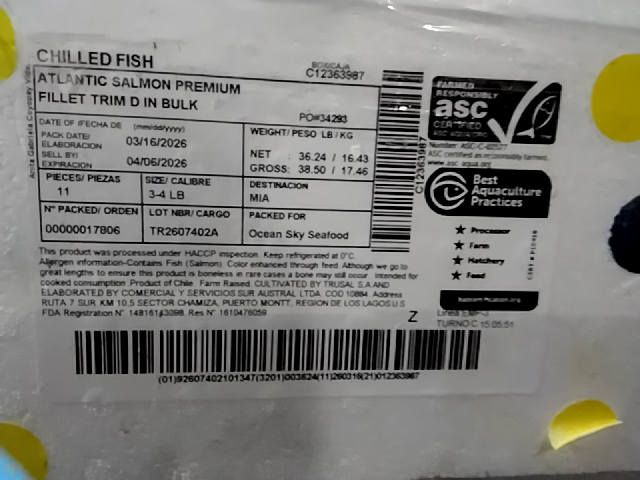 CHILLED FISH
BOX/CAJA
C12363987
ATLANTIC SALMON PREMIUM
FILLET TRIM D IN BULK
PO#34293
DATE OF /FECHA DE (mm/dd/yyyy)
PACK DATE/
ELABORACION 03/16/2026
SELL BY/
EXPIRACION 04/06/2026
WEIGHT/ PESO LB / KG
NET : 36.24 / 16.43
GROSS: 38.50 / 17.46
PIECES/ PIEZAS
11
SIZE/ CALIBRE
3-4 LB
DESTINACION
MIA
N° PACKED/ ORDEN
00000017806
LOT NBR/ CARGO
TR2607402A
PACKED FOR
Ocean Sky Seafood
C12363987
This product was processed under HACCP inspection. Keep refrigerated at 0°C.
Allergen information-Contains Fish (Salmon). Color enhanced through feed. Although we go to
great lengths to ensure this product is boneless in rare cases a bone may still occur. Intended for
cooked consumption Product of Chile. Farm Raised. CULTIVATED BY TRUSAL S.A AND
ELABORATED BY COMERCIAL Y SERVICIOS SUR AUSTRAL LTDA. COD 10884. Address
RUTA 7 SUR KM 10,5 SECTOR CHAMIZA, PUERTO MONTT. REGION DE LOS LAGOS U.S
FDA Registration N°
Res N° 1610476059
Z
(01)92607402101347(3201)003624(11)260316(21)012363987
FARMED
RESPONSIBLY
asc
CERTIFIED
ASC-AQUA.ORG
ASC certified as responsibly farmed.
www.asc-aqua.org
Best
Aquaculture
Practices
★ Processor
★ Farm
★ Hatchery
★ Feed
TURNO C 15:05:51